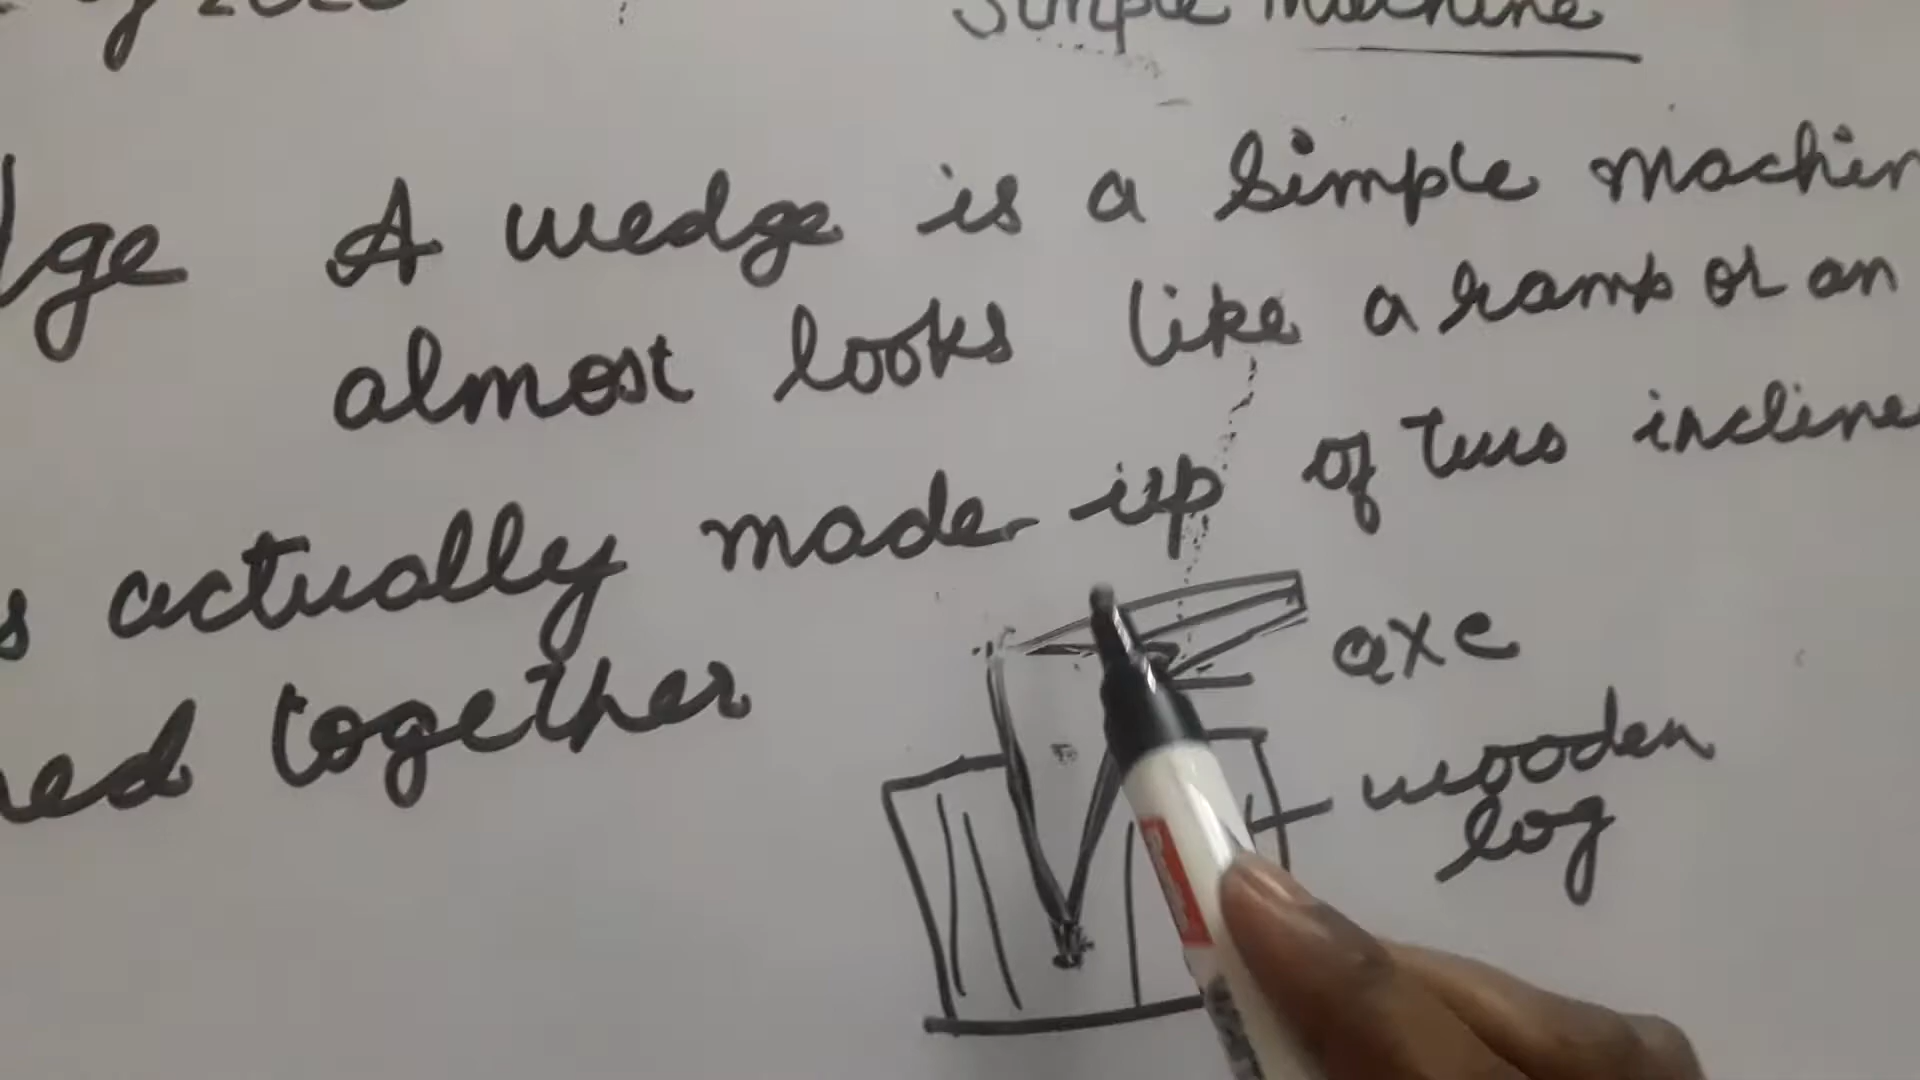 2020
Simple Machine
dge A wedge is a simple machin
almost looks like a ramp or an
s actually made up of two incline
ned together
axe
wooden
log